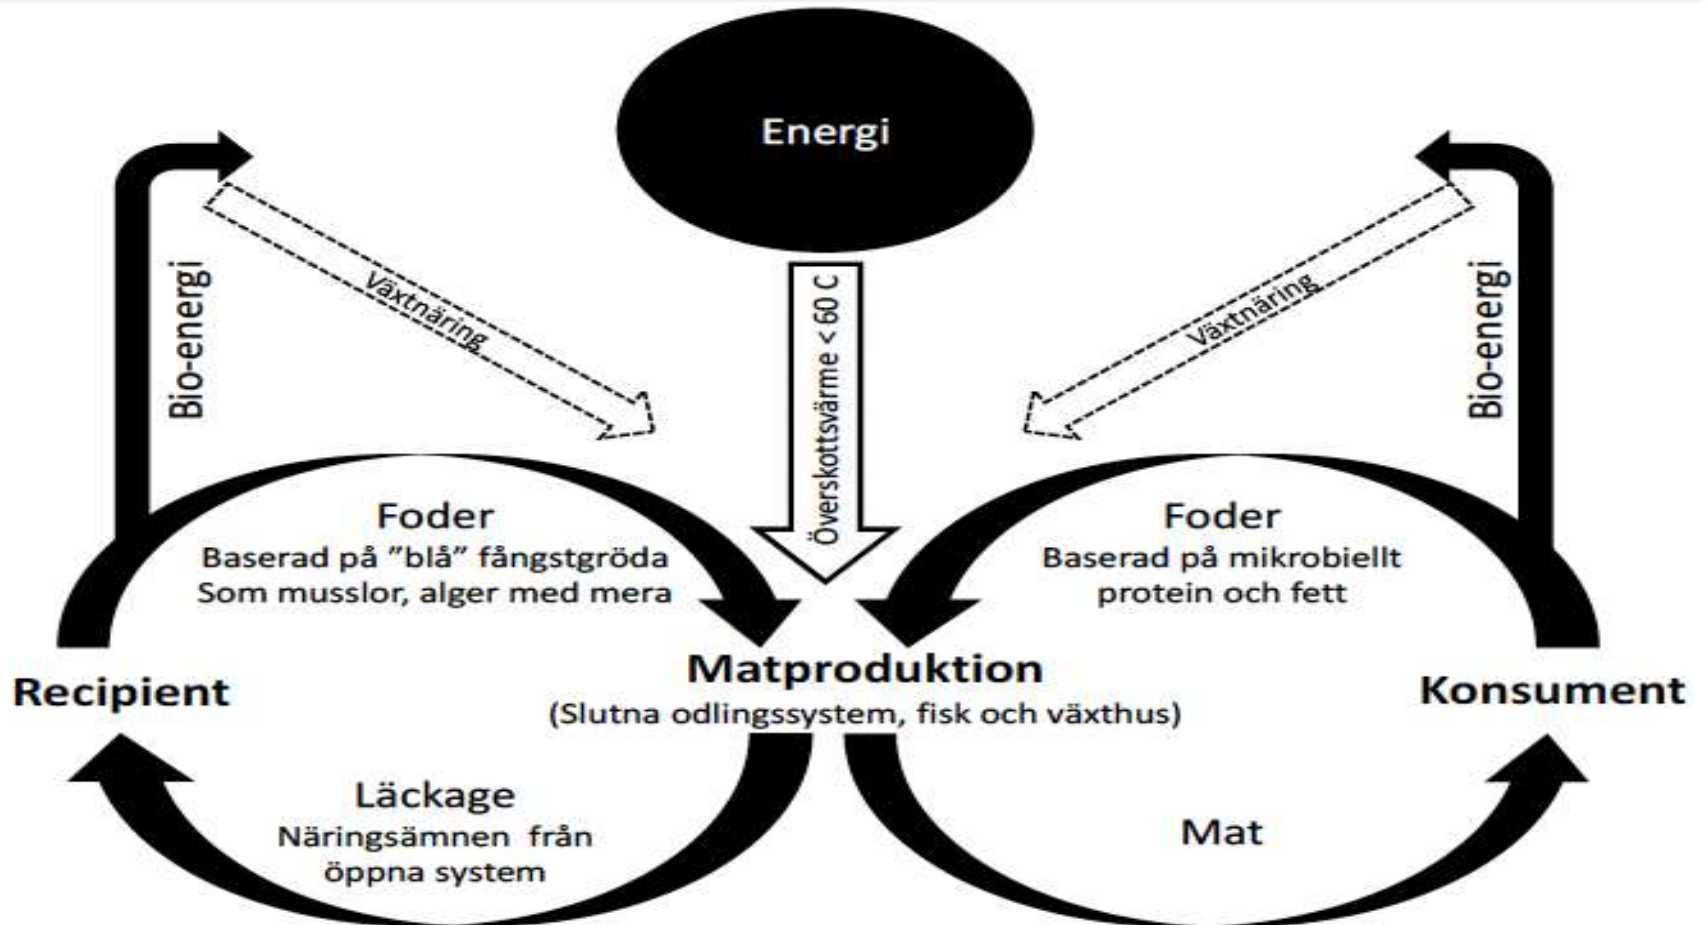 Energi
Bio-energi
Växtnäring
Överskottsvärme < 60 C
Växtnäring
Bio-energi
Foder
Baserad på ”blå” fångstgröda
Som musslor, alger med mera
Foder
Baserad på mikrobiellt
protein och fett
Recipient
Matproduktion
(Slutna odlingssystem, fisk och växthus)
Konsument
Läckage
Näringsämnen från
öppna system
Mat